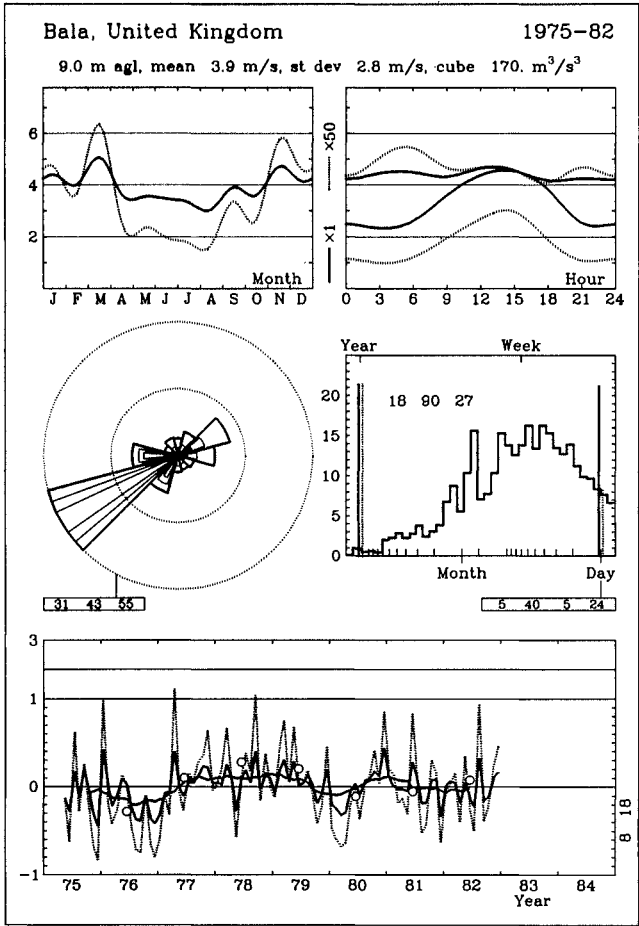 Bala, United Kingdom 1975-82
9.0 m agl, mean 3.9 m/s, st dev 2.8 m/s, cube 170. m³/s³
6
4
2
×1 ×50
Month
J F M A M J J A S O N D
Hour
0 3 6 9 12 15 18 21 24
Year Week
20
15
10
5
0
18 90 27
Month Day
31 43 55
5 40 5 24
3
1
0
-1
75 76 77 78 79 80 81 82 83 84
Year
8 18